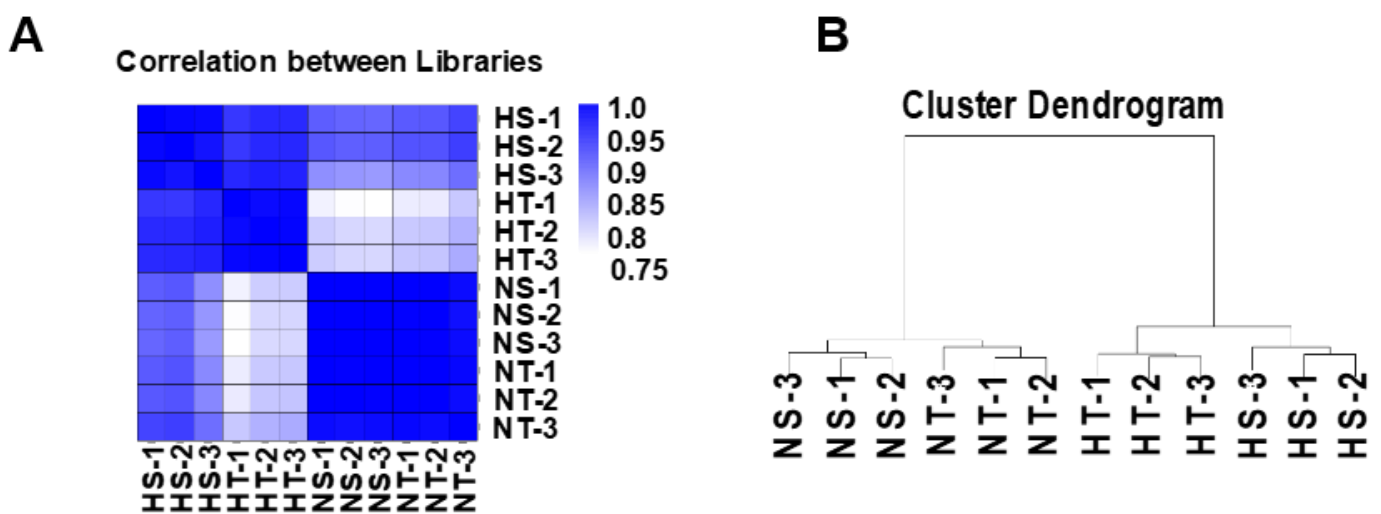 A
Correlation between Libraries
HS-1
HS-2
HS-3
HT-1
HT-2
HT-3
NS-1
NS-2
NS-3
NT-1
NT-2
NT-3
1.0
0.95
0.9
0.85
0.8
0.75
HS-1
HS-2
HS-3
HT-1
HT-2
HT-3
NS-1
NS-2
NS-3
NT-1
NT-2
NT-3
B
Cluster Dendrogram
NS-3
NS-1
NS-2
NT-3
NT-1
NT-2
HT-1
HT-2
HT-3
HS-3
HS-1
HS-2